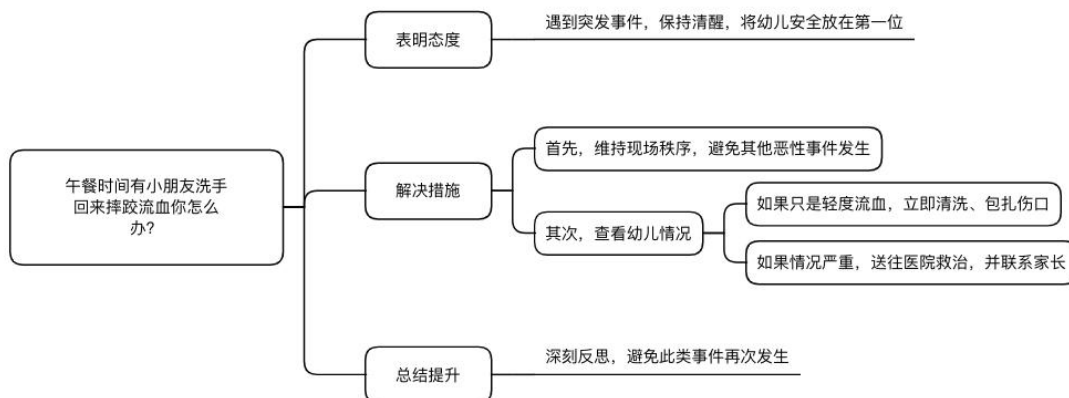 午餐时间有小朋友洗手
回来摔跤流血你怎么
办？
表明态度
遇到突发事件，保持清醒，将幼儿安全放在第一位
解决措施
首先，维持现场秩序，避免其他恶性事件发生
其次，查看幼儿情况
如果只是轻度流血，立即清洗、包扎伤口
如果情况严重，送往医院救治，并联系家长
总结提升
深刻反思，避免此类事件再次发生